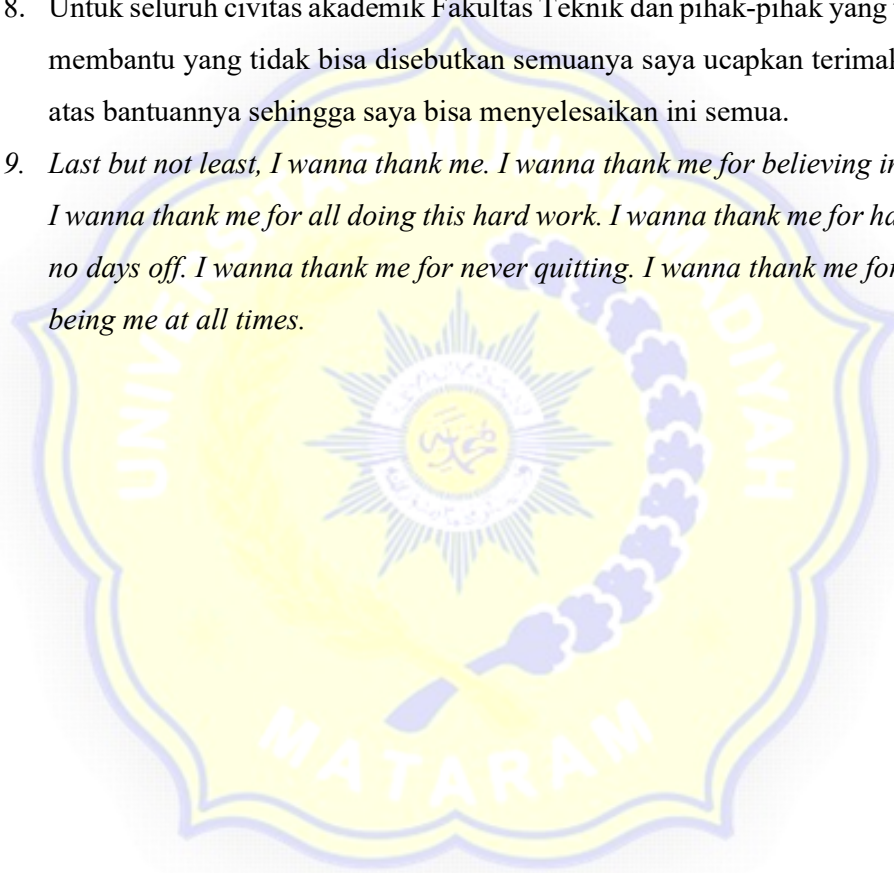 8. Untuk seluruh civitas akademik Fakultas Teknik dan pihak-pihak yang
membantu yang tidak bisa disebutkan semuanya saya ucapkan
atas bantuannya sehingga saya bisa menyelesaikan ini semua.
9. Last but not least, I wanna thank me. I wanna thank me for believing
I wanna thank me for all doing this hard work. I wanna thank me for
no days off. I wanna thank me for never quitting. I wanna thank me for
being me at all times.
UNIVERSITAS MUHAMMADIYAH
MATARAM